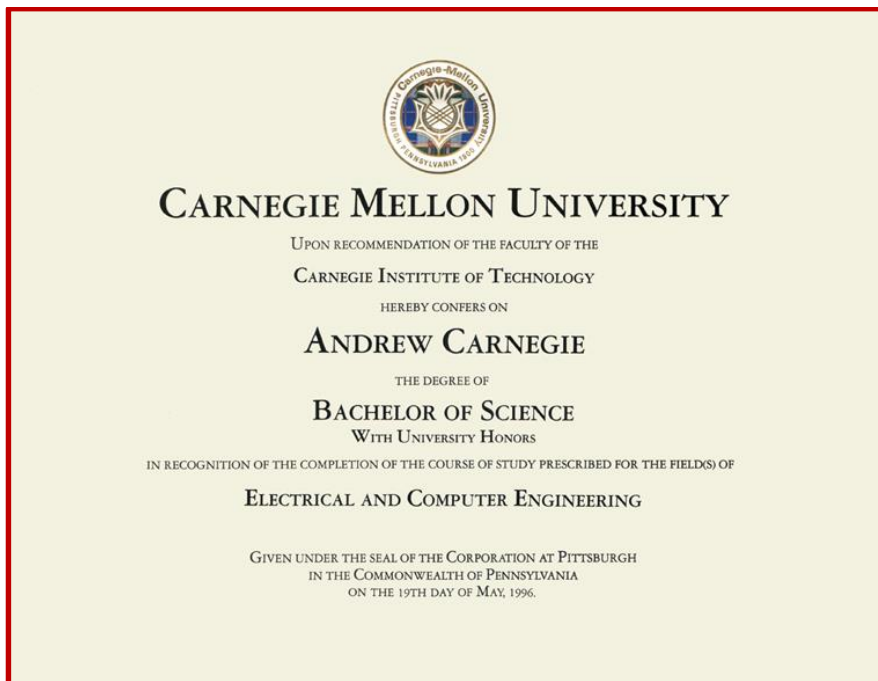 Carnegie-Mellon University
PITTSBURGH PENNSYLVANIA 1900
CARNEGIE MELLON UNIVERSITY
UPON RECOMMENDATION OF THE FACULTY OF THE
CARNEGIE INSTITUTE OF TECHNOLOGY
HEREBY CONFERS ON
ANDREW CARNEGIE
THE DEGREE OF
BACHELOR OF SCIENCE
WITH UNIVERSITY HONORS
IN RECOGNITION OF THE COMPLETION OF THE COURSE OF STUDY PRESCRIBED FOR THE FIELD(S) OF
ELECTRICAL AND COMPUTER ENGINEERING
GIVEN UNDER THE SEAL OF THE CORPORATION AT PITTSBURGH
IN THE COMMONWEALTH OF PENNSYLVANIA
ON THE 19TH DAY OF MAY, 1996.